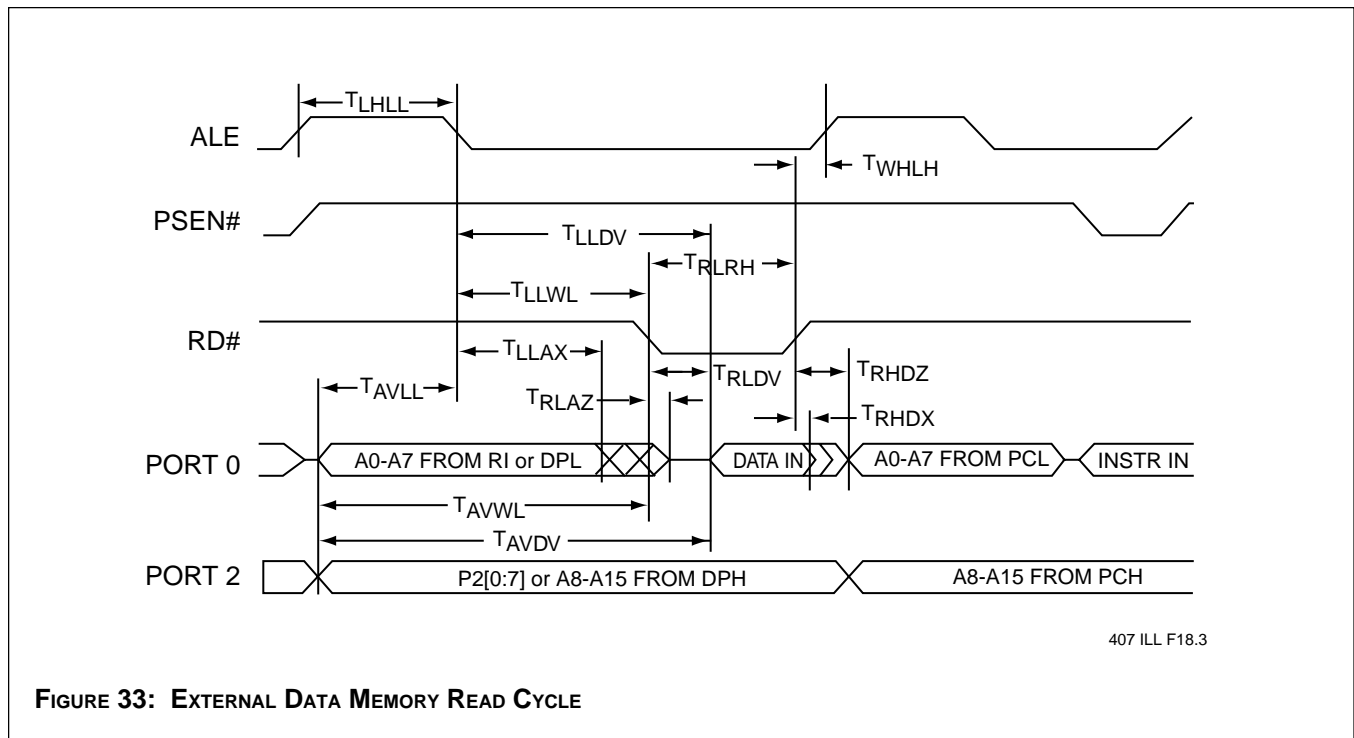 TLHLL
ALE
TWHLH
PSEN#
TLLDV
TRLRH
TLLWL
RD#
TLLAX
TRLDV
TRHDZ
TAVLL
TRLAZ
TRHDX
PORT 0
A0-A7 FROM RI or DPL
DATA IN
A0-A7 FROM PCL
INSTR IN
TAVWL
TAVDV
PORT 2
P2[0:7] or A8-A15 FROM DPH
A8-A15 FROM PCH
407 ILL F18.3
FIGURE 33: EXTERNAL DATA MEMORY READ CYCLE